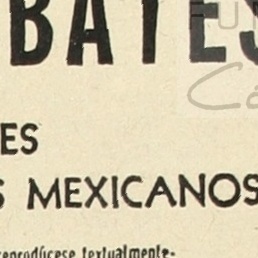 BATES
ES
S MEXICANOS
reprodúcese textualmente-